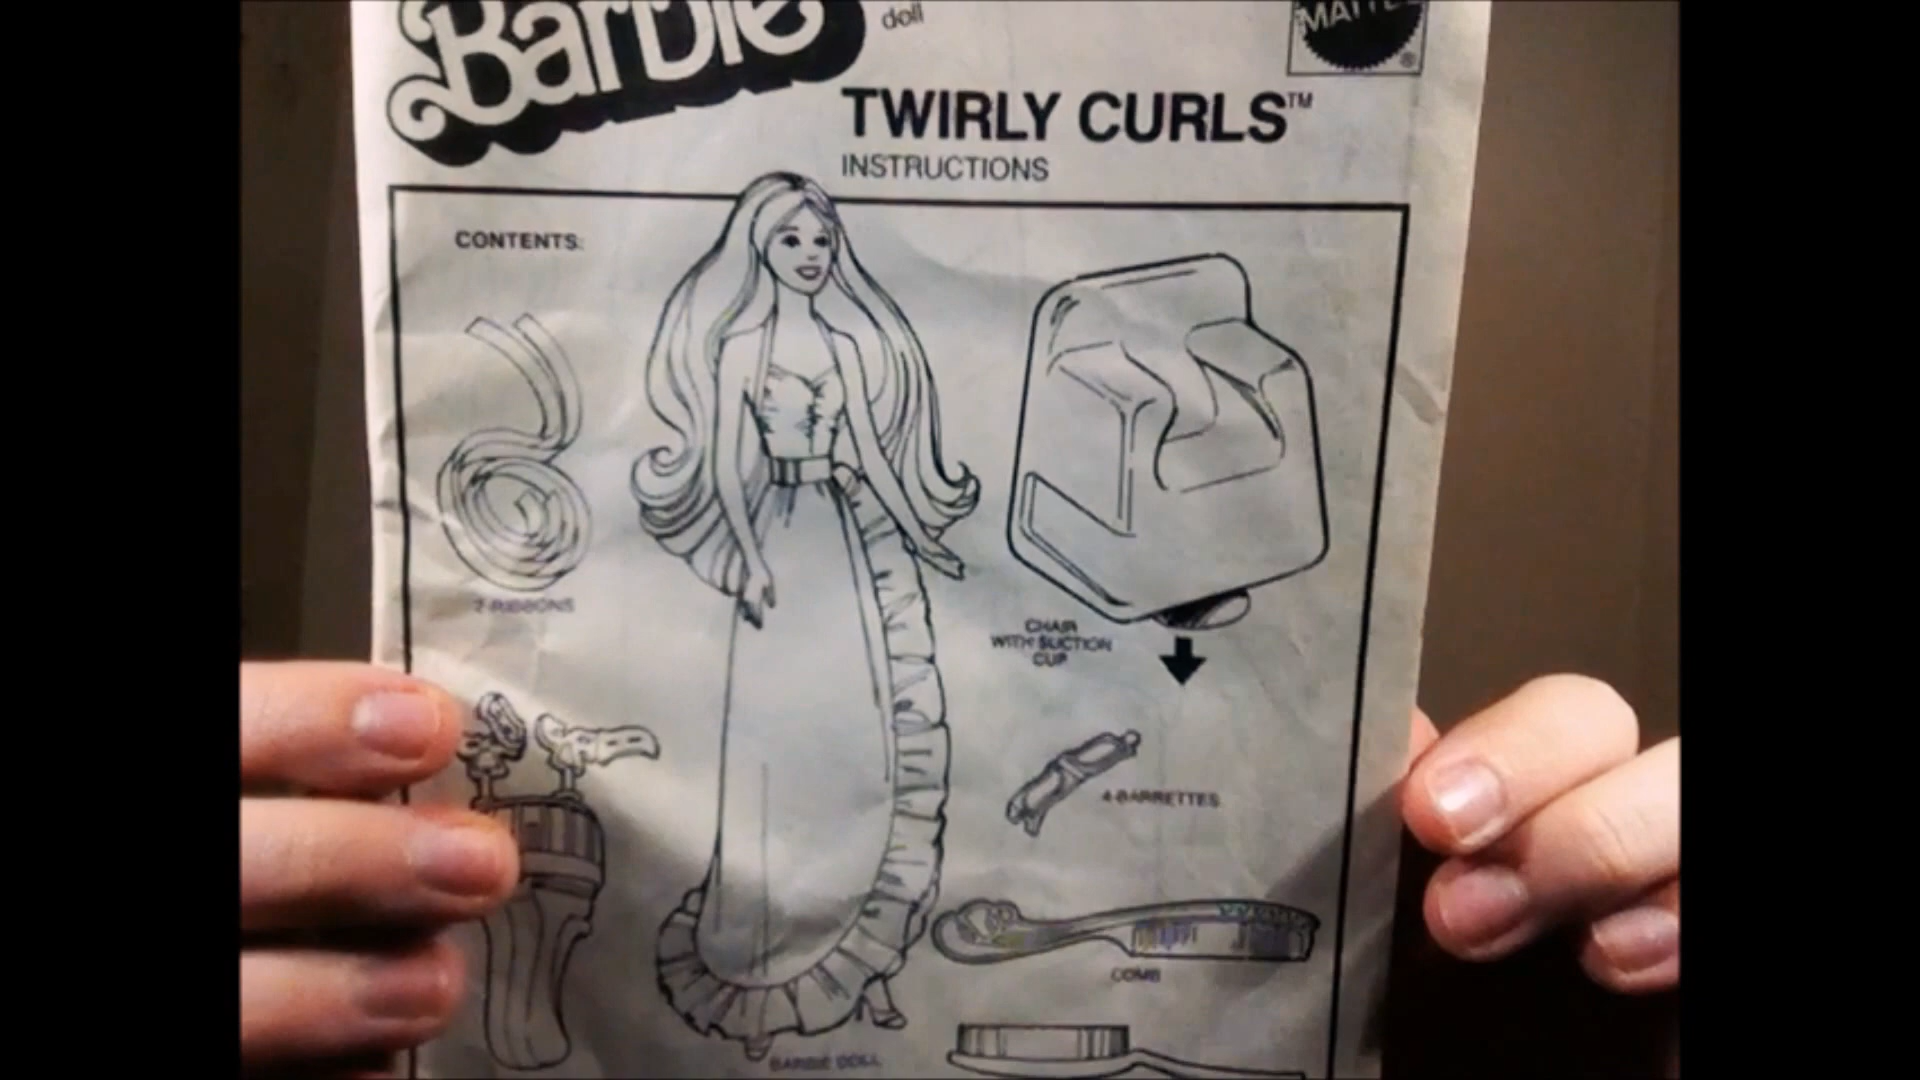 Barbie
doll
MATTEL
®
TWIRLY CURLS™
INSTRUCTIONS
CONTENTS:
2-RIBBONS
CHAIR
WITH SUCTION
CUP
4-BARRETTES
COMB
BARBIE DOLL